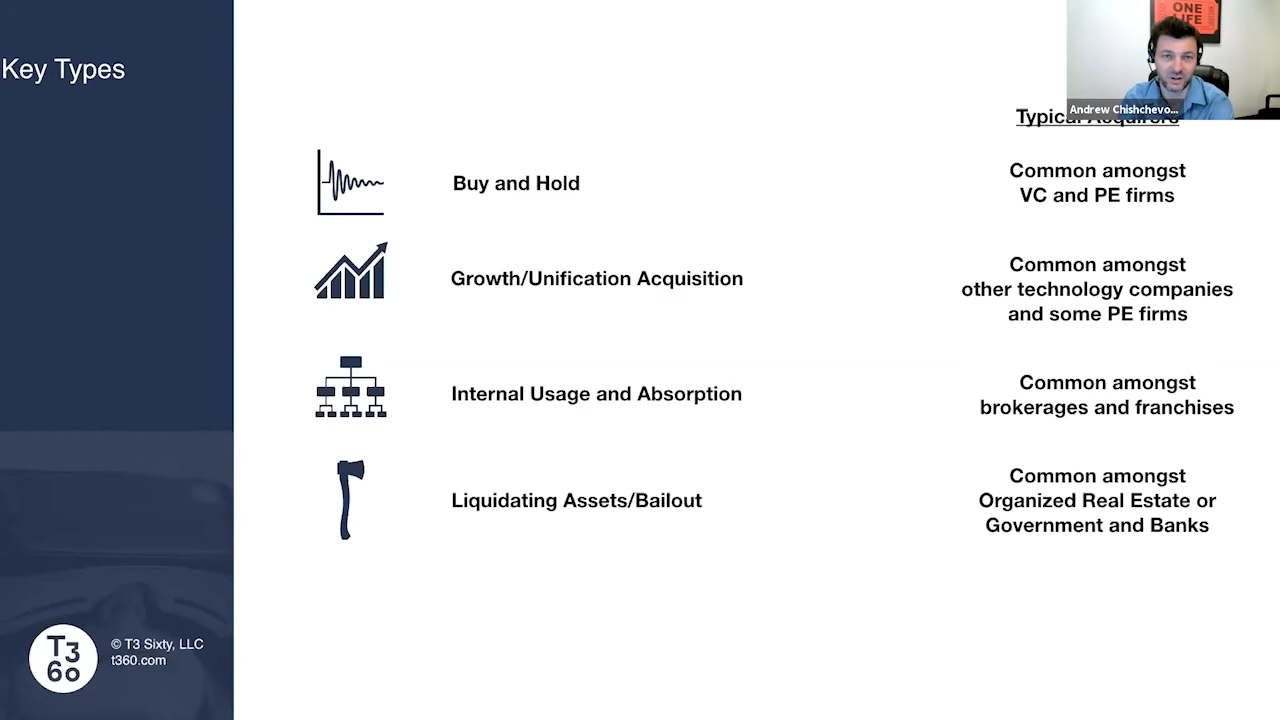 ONE
LIFE
Andrew Chishchevo...
Key Types
Typical Acquirers
Buy and Hold
Common amongst
VC and PE firms
Growth/Unification Acquisition
Common amongst
other technology companies
and some PE firms
Internal Usage and Absorption
Common amongst
brokerages and franchises
Liquidating Assets/Bailout
Common amongst
Organized Real Estate or
Government and Banks
T3
60
© T3 Sixty, LLC
t360.com